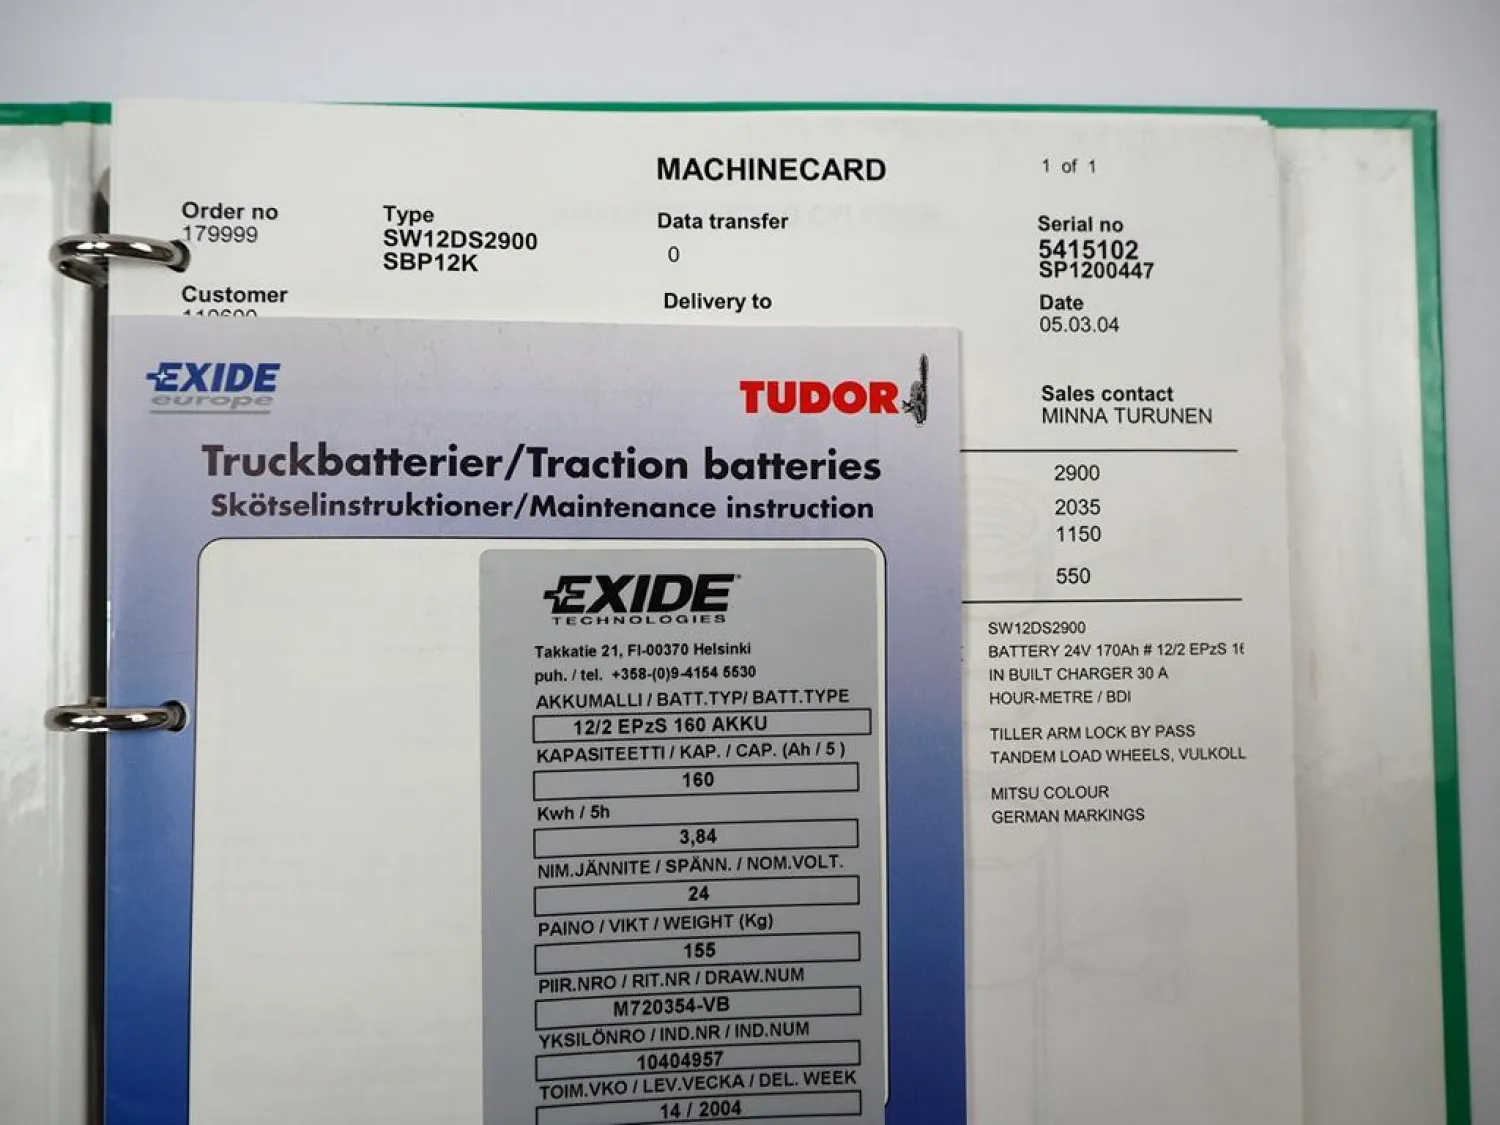 MACHINECARD
1 of 1
Order no
179999
Type
SW12DS2900
SBP12K
Data transfer
0
Serial no
5415102
SP1200447
Customer
Delivery to
Date
05.03.04
Sales contact
MINNA TURUNEN
2900
2035
1150
550
SW12DS2900
BATTERY 24V 170Ah # 12/2 EPzS
IN BUILT CHARGER 30 A
HOUR-METRE / BDI
TILLER ARM LOCK BY PASS
TANDEM LOAD WHEELS, VULKOLL
MITSU COLOUR
GERMAN MARKINGS
EXIDE
europe
TUDOR
Truckbatterier/Traction batteries
Skötselinstruktioner/Maintenance instruction
EXIDE
TECHNOLOGIES
Takkatie 21, FI-00370 Helsinki
puh. / tel. +358-(0)9-4154 5530
AKKUMALLI / BATT.TYP/ BATT.TYPE
12/2 EPzS 160 AKKU
KAPASITEETTI / KAP. / CAP. (Ah / 5 )
160
Kwh / 5h
3,84
NIM.JÄNNITE / SPÄNN. / NOM.VOLT.
24
PAINO / VIKT / WEIGHT (Kg)
155
PIIR.NRO / RIT.NR / DRAW.NUM
M720354-VB
YKSILÖNRO / IND.NR / IND.NUM
10404957
TOIM.VKO / LEV.VECKA / DEL. WEEK
14 / 2004